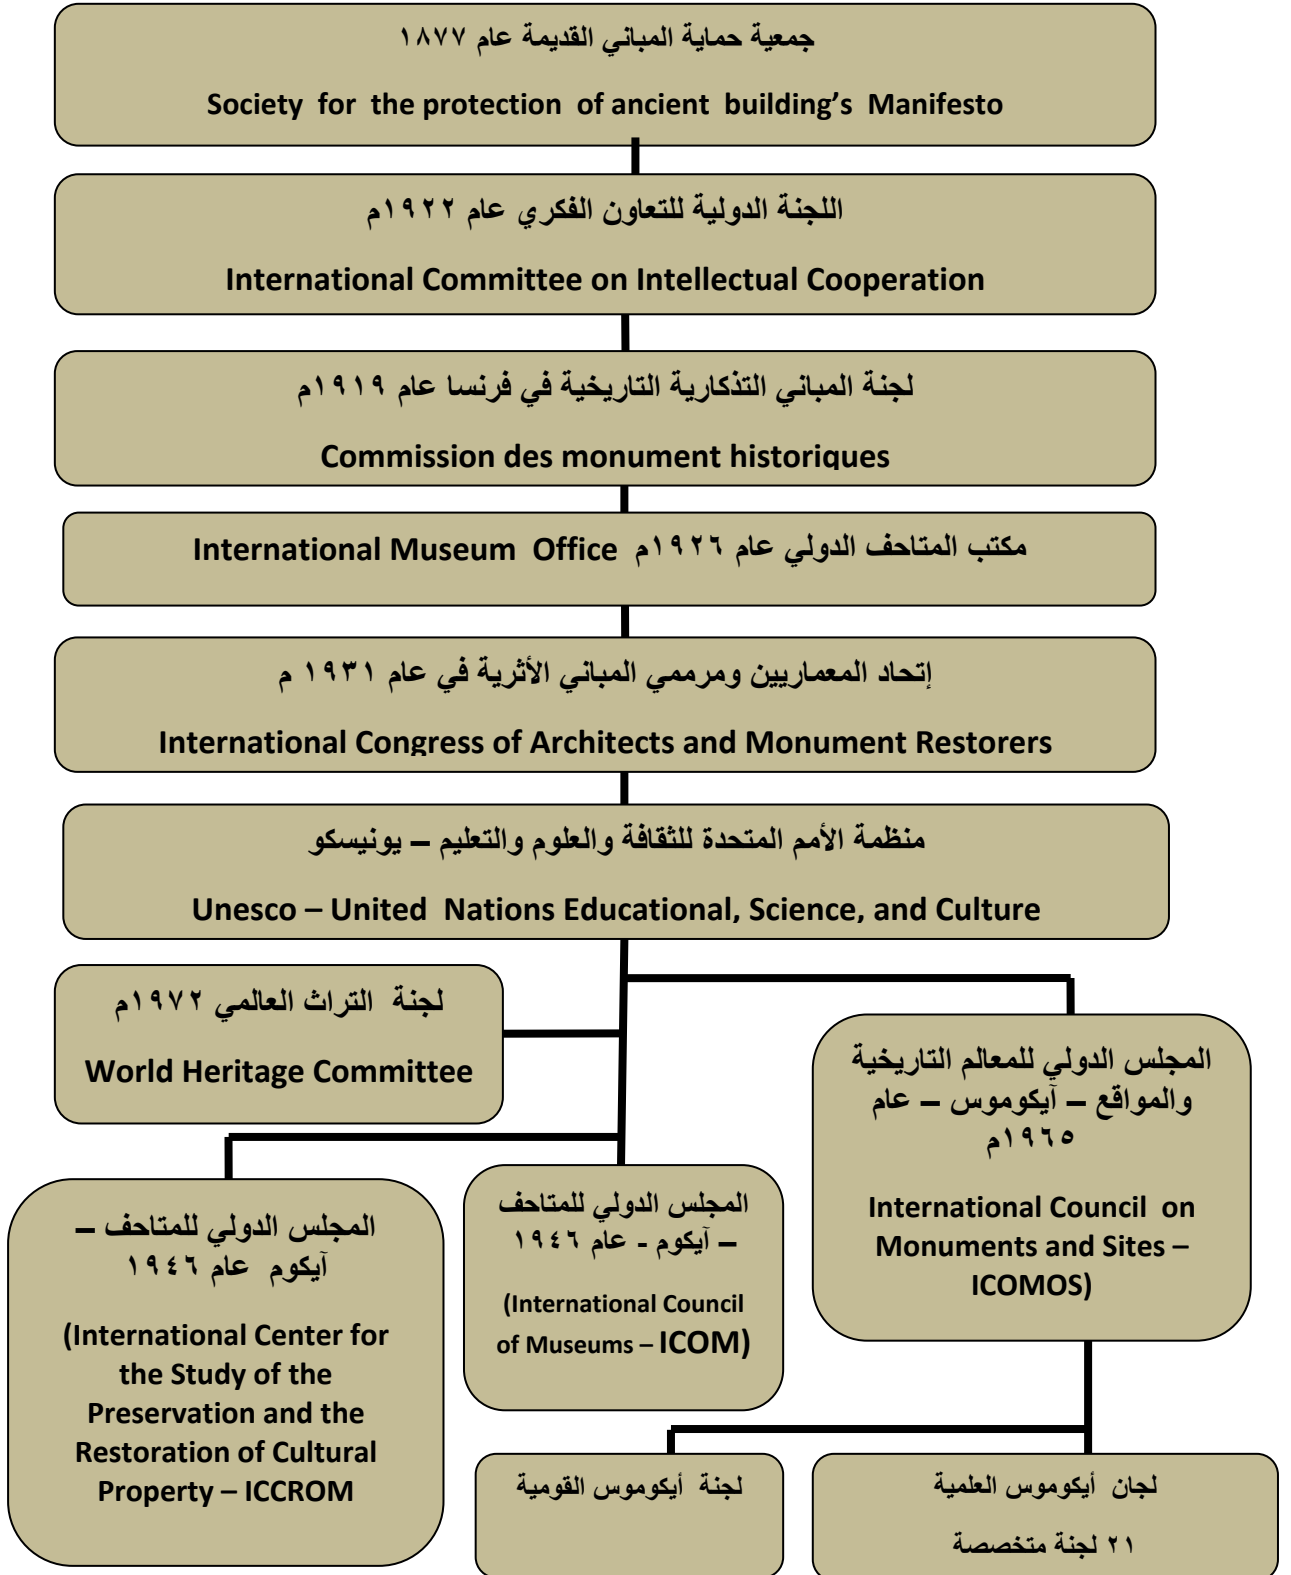 جمعية حماية المباني القديمة عام ١٨٧٧
Society for the protection of ancient building’s Manifesto
اللجنة الدولية للتعاون الفكري عام ١٩٢٢م
International Committee on Intellectual Cooperation
لجنة المباني التذكارية التاريخية في فرنسا عام ١٩١٩م
Commission des monument historiques
مكتب المتاحف الدولي عام ١٩٢٦م International Museum Office
إتحاد المعماريين ومرممي المباني الأثرية في عام ١٩٣١ م
International Congress of Architects and Monument Restorers
منظمة الأمم المتحدة للثقافة والعلوم والتعليم – يونيسكو
Unesco – United Nations Educational, Science, and Culture
لجنة التراث العالمي ١٩٧٢م
World Heritage Committee
المجلس الدولي للمعالم التاريخية
والمواقع – آيكوموس – عام
١٩٦٥م
International Council on
Monuments and Sites –
ICOMOS)
المجلس الدولي للمتاحف
– آيكوم - عام ١٩٤٦
(International Council
of Museums – ICOM)
المجلس الدولي للمتاحف –
آيكوم عام ١٩٤٦
(International Center for
the Study of the
Preservation and the
Restoration of Cultural
Property – ICCROM
لجنة أيكوموس القومية
لجان أيكوموس العلمية
٢١ لجنة متخصصة